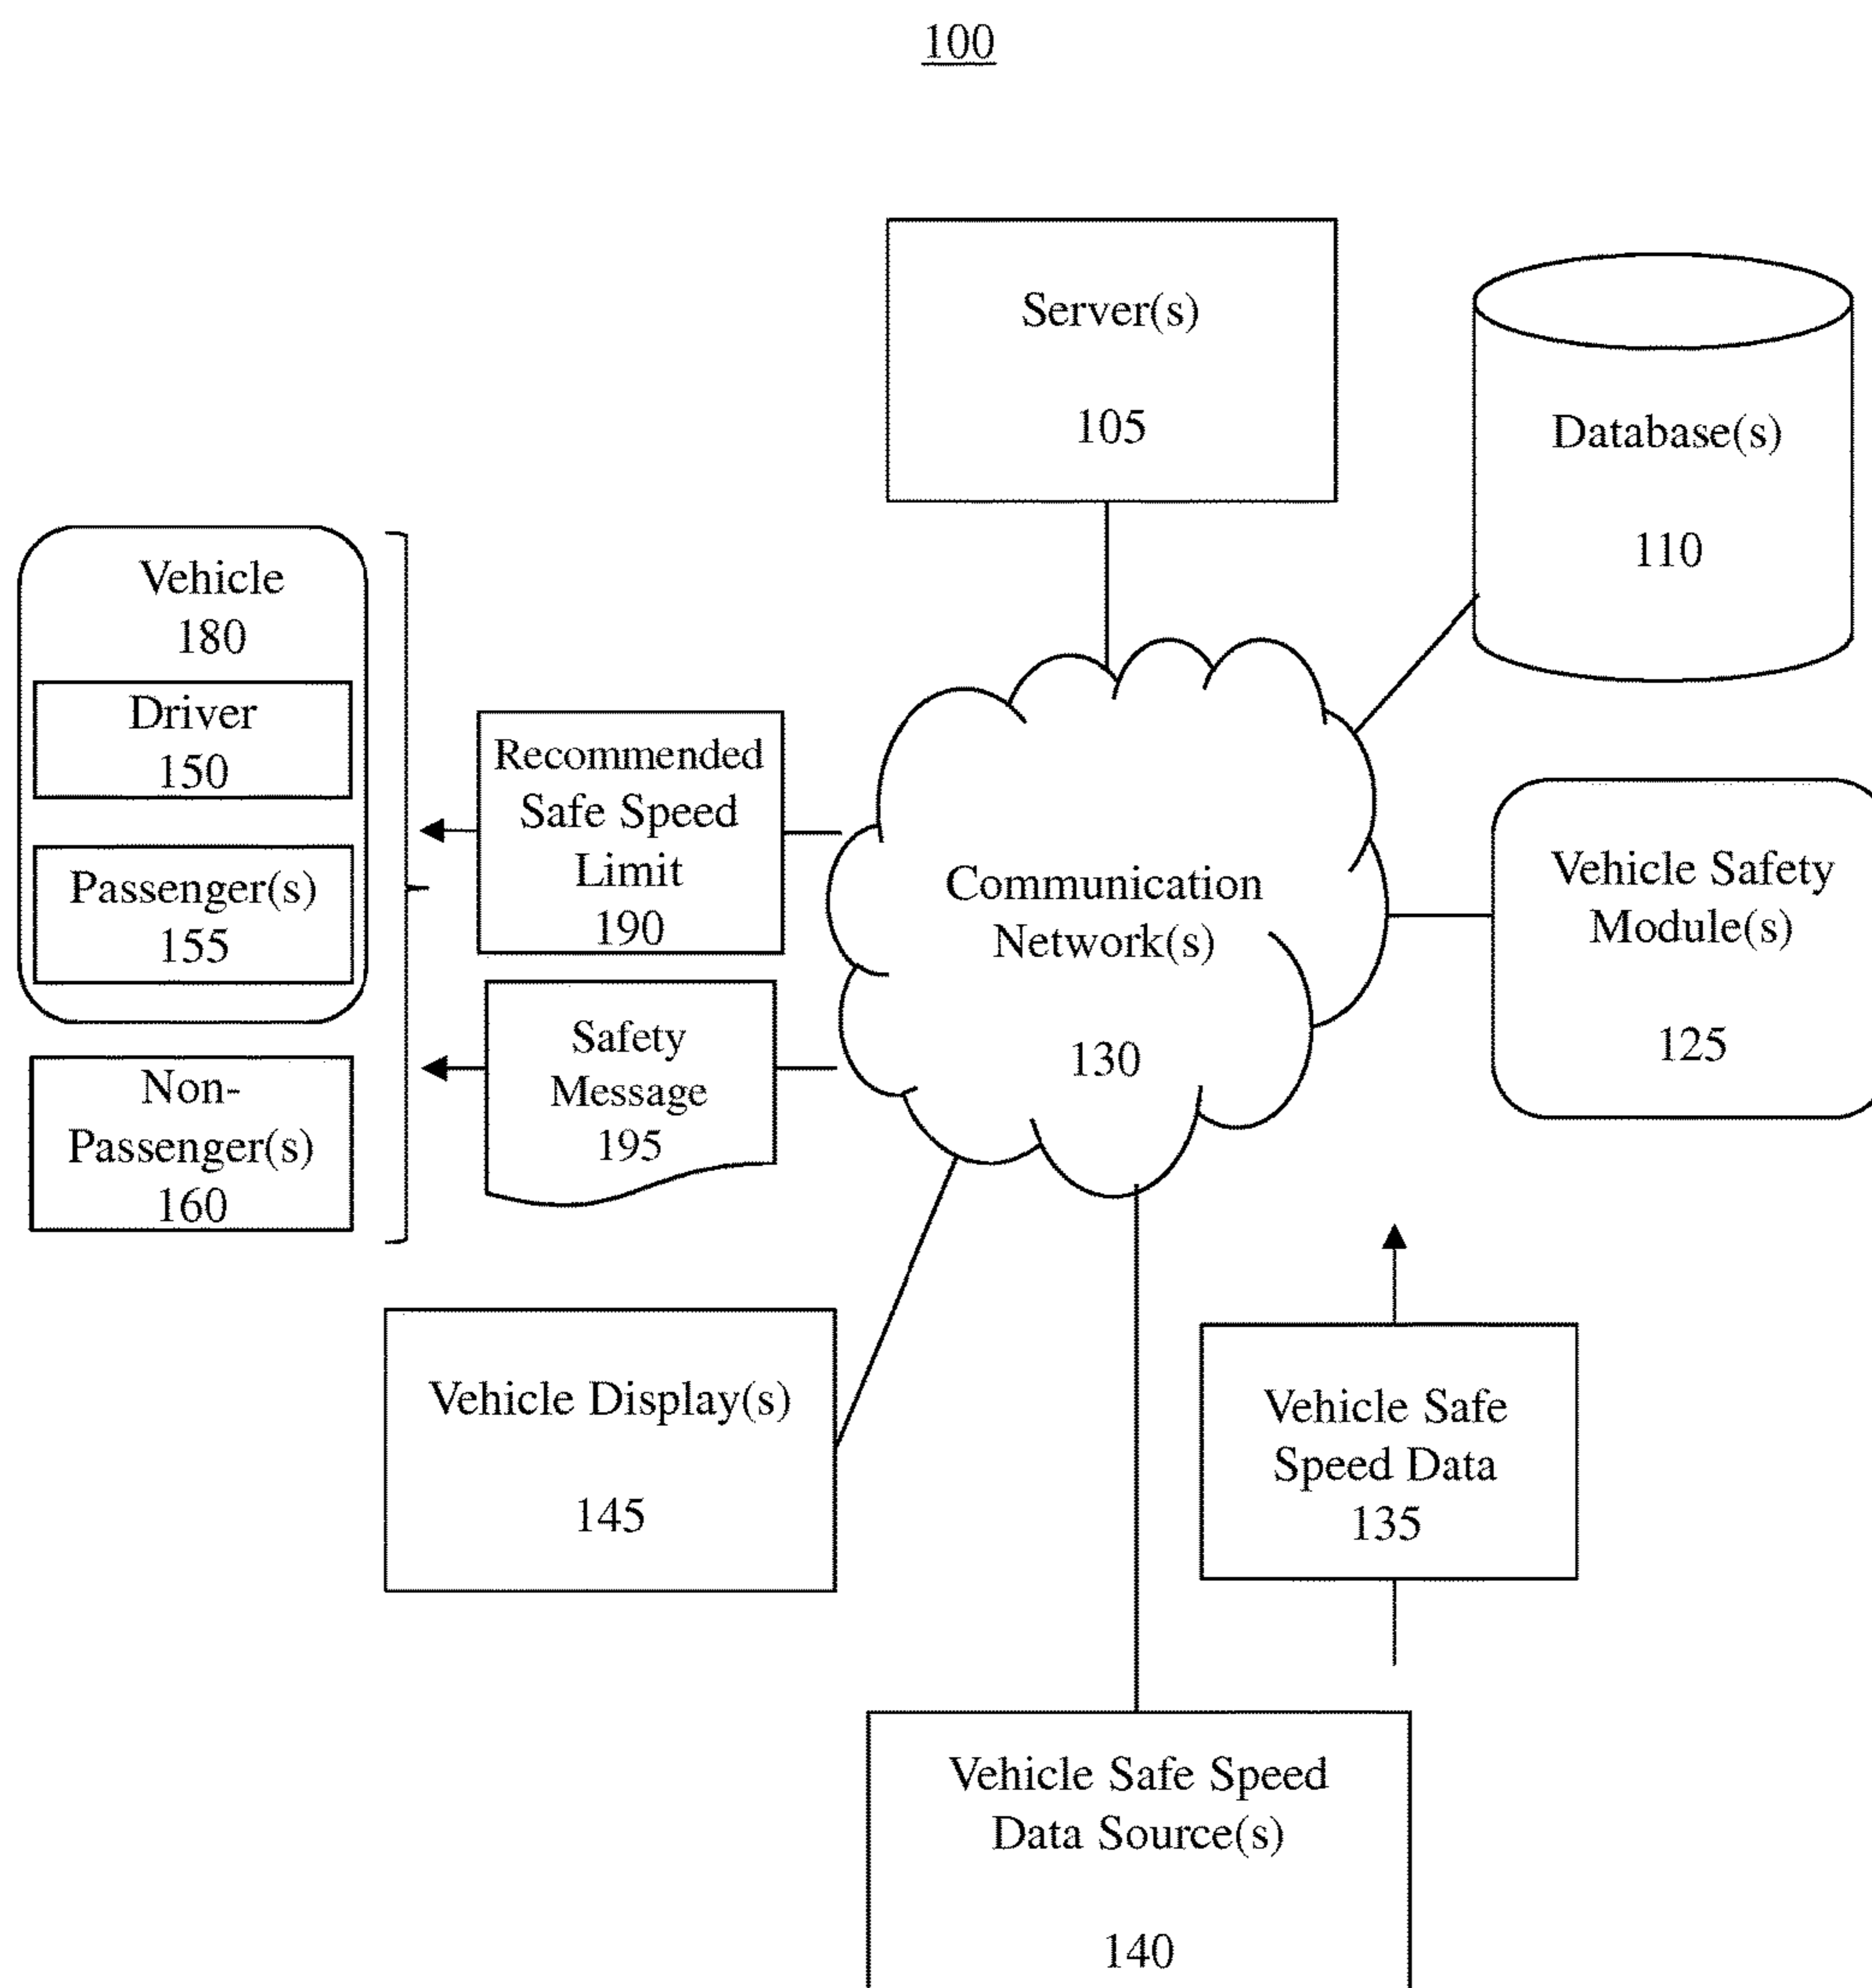 100
Server(s)
105
Database(s)
110
Vehicle
180
Driver
150
Passenger(s)
155
Non-
Passenger(s)
160
Recommended
Safe Speed
Limit
190
Safety
Message
195
Communication
Network(s)
130
Vehicle Safety
Module(s)
125
Vehicle Display(s)
145
Vehicle Safe
Speed Data
135
Vehicle Safe Speed
Data Source(s)
140